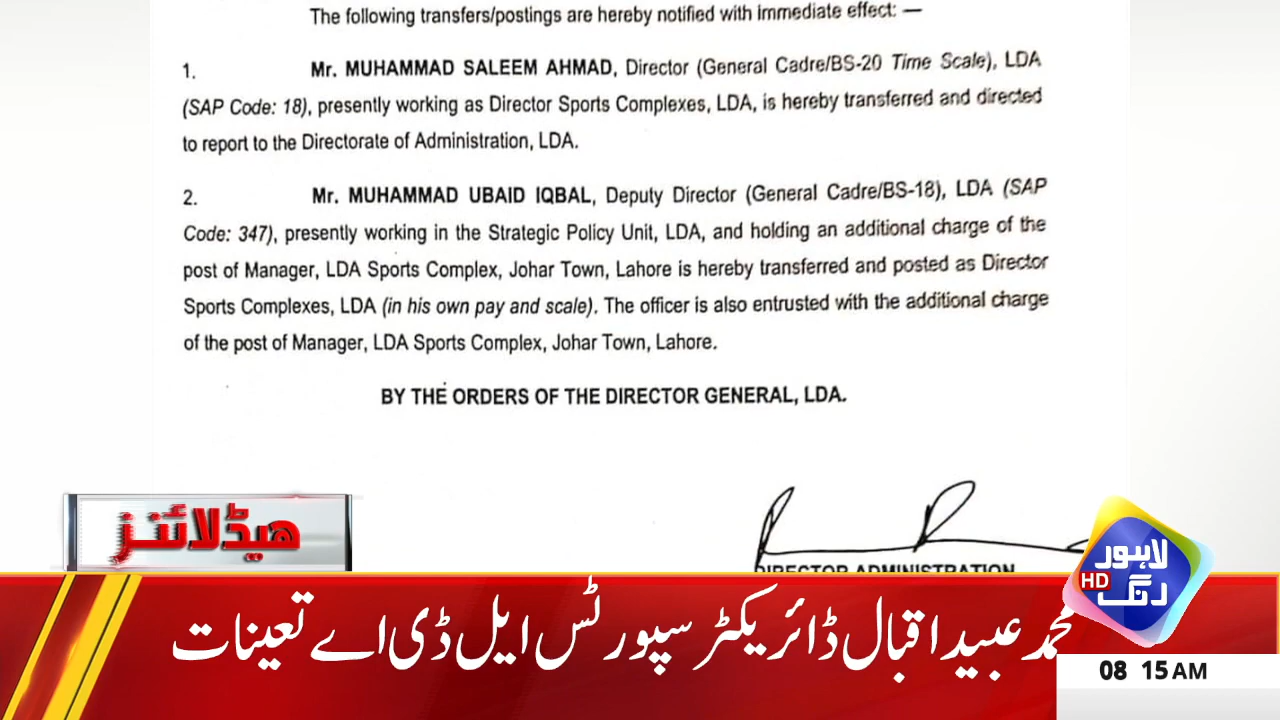 The following transfers/postings are hereby notified with immediate effect: —
1. Mr. MUHAMMAD SALEEM AHMAD, Director (General Cadre/BS-20 Time Scale), LDA
(SAP Code: 18), presently working as Director Sports Complexes, LDA, is hereby transferred and directed
to report to the Directorate of Administration, LDA.
2. Mr. MUHAMMAD UBAID IQBAL, Deputy Director (General Cadre/BS-18), LDA (SAP
Code: 347), presently working in the Strategic Policy Unit, LDA, and holding an additional charge of the
post of Manager, LDA Sports Complex, Johar Town, Lahore is hereby transferred and posted as Director
Sports Complexes, LDA (in his own pay and scale). The officer is also entrusted with the additional charge
of the post of Manager, LDA Sports Complex, Johar Town, Lahore.
BY THE ORDERS OF THE DIRECTOR GENERAL, LDA.
DIRECTOR ADMINISTRATION
ہیڈلائنز
لاہور
HD رنگ
محمد عبید اقبال ڈائریکٹر سپورٹس ایل ڈی اے تعینات
08 15 AM